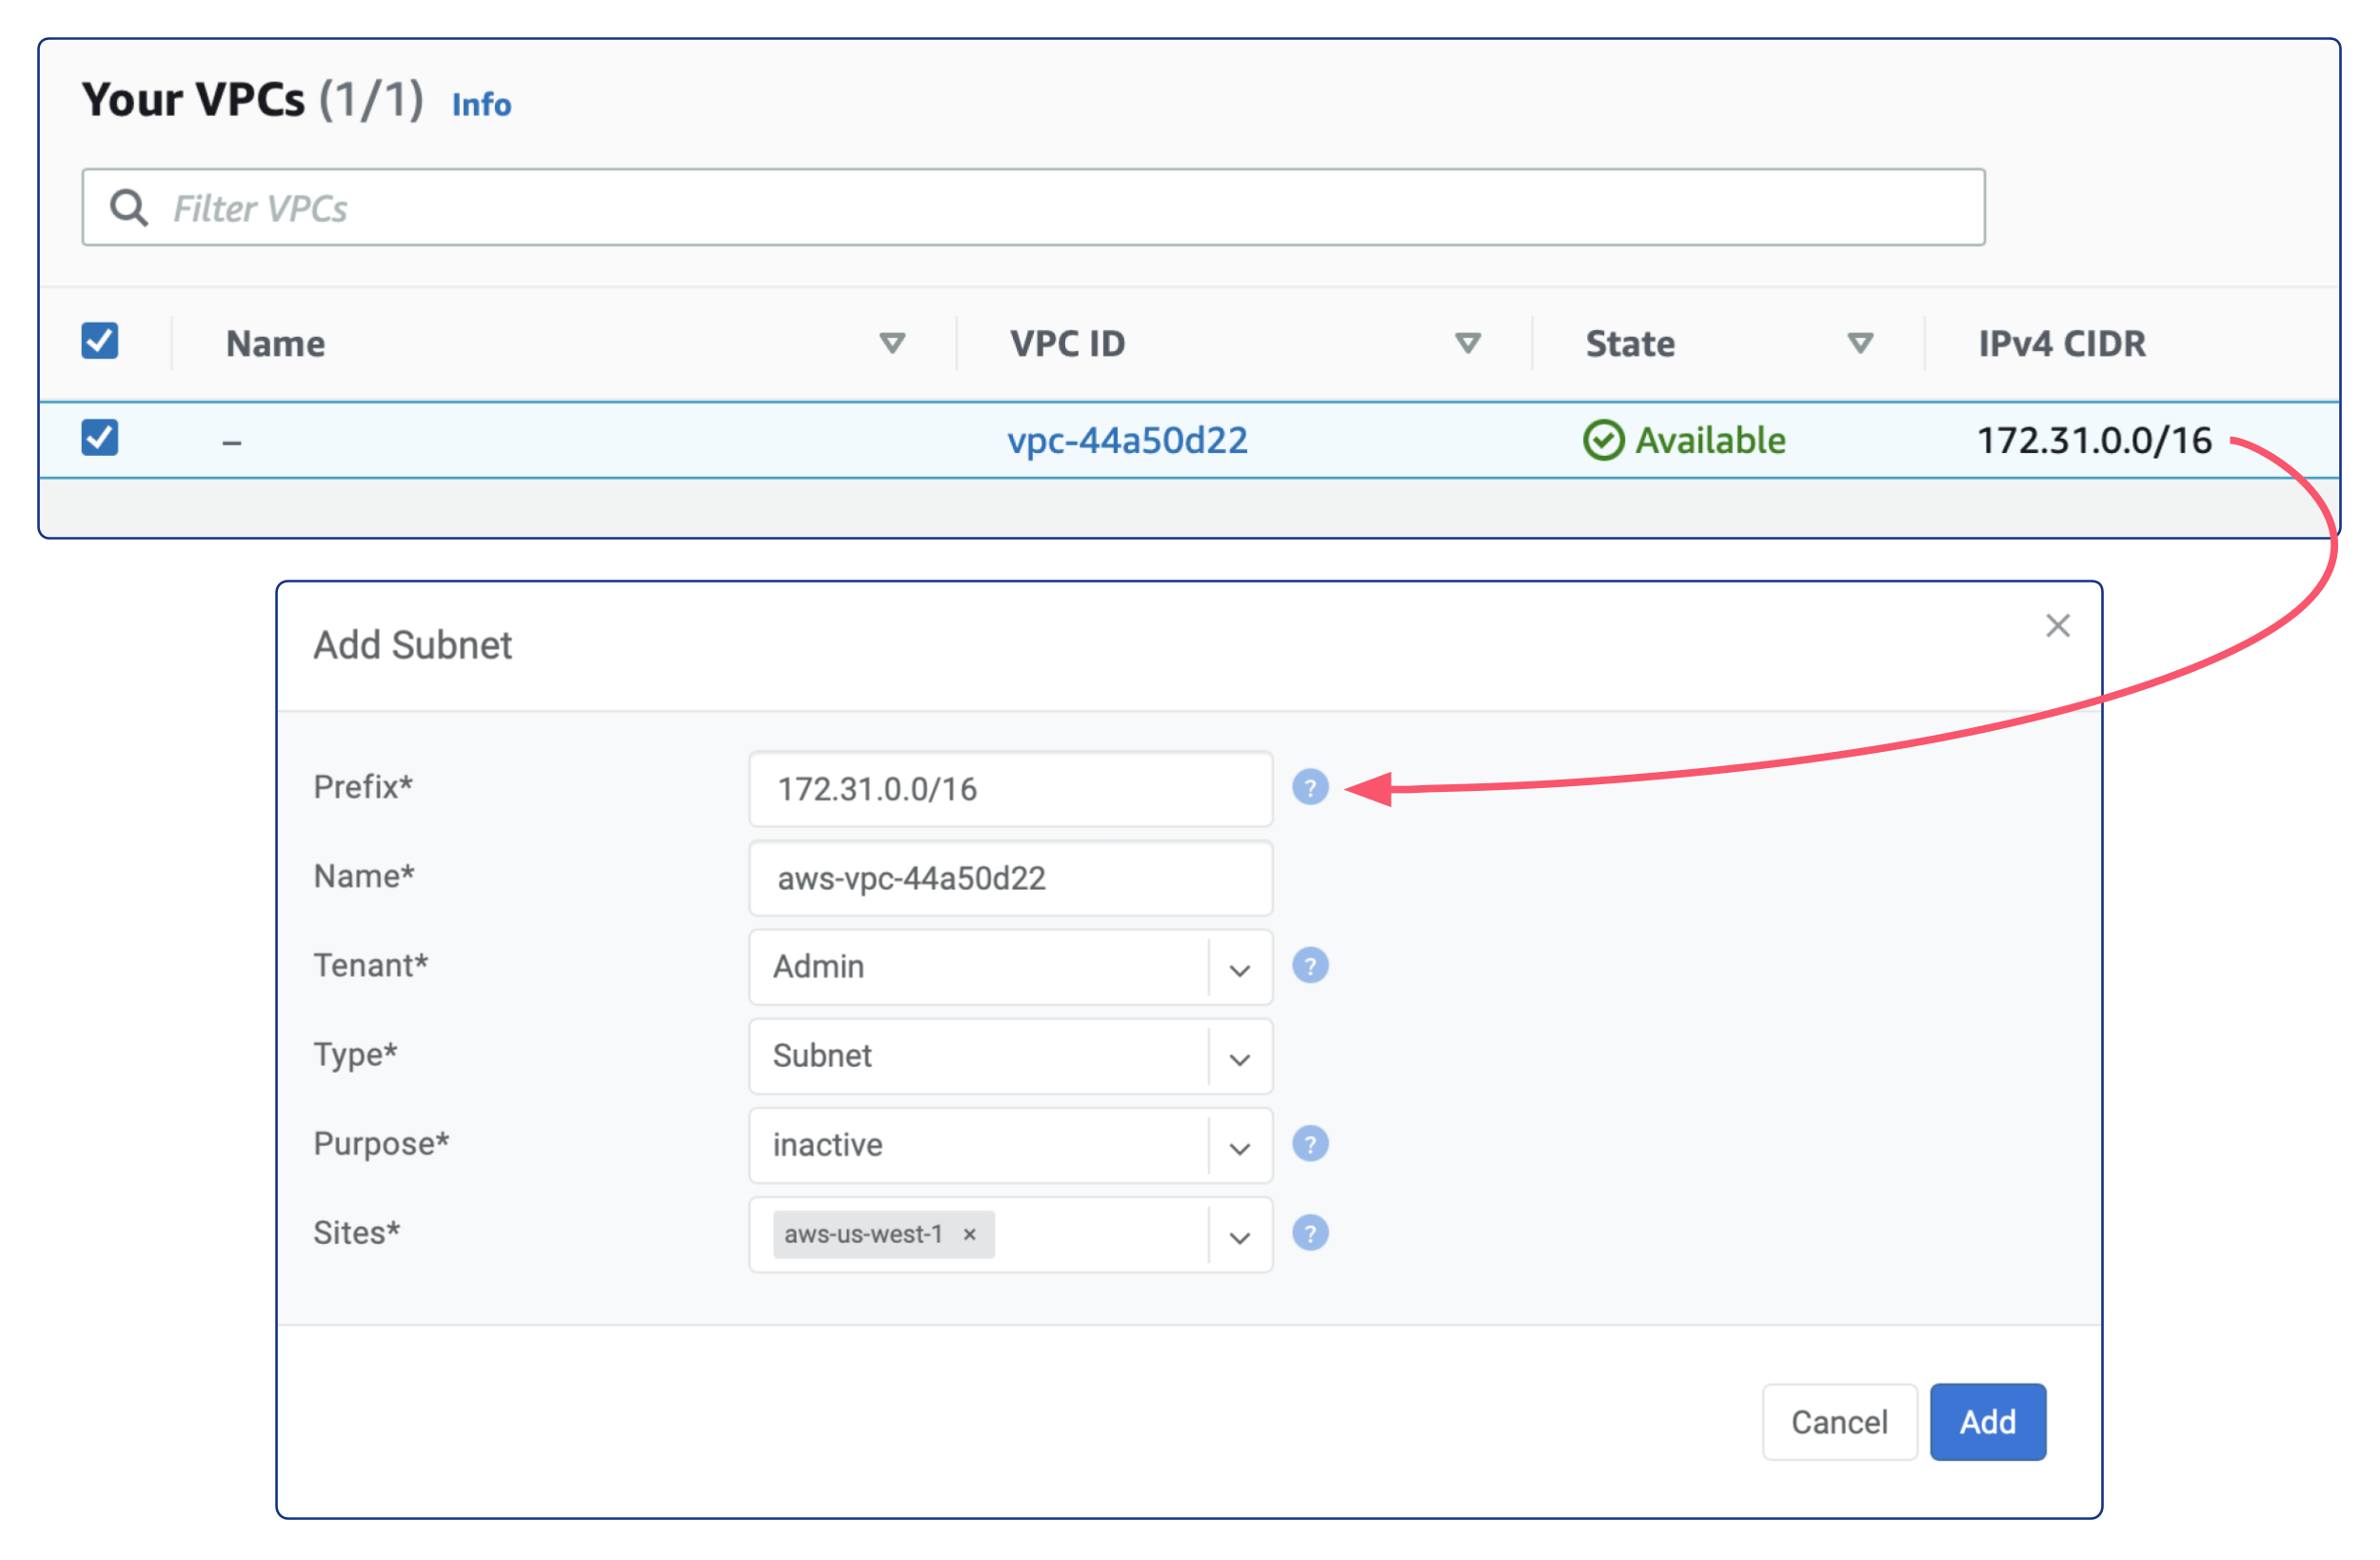 Your VPCs (1/1) Info
Filter VPCs
Name VPC ID State IPv4 CIDR
– vpc-44a50d22 Available 172.31.0.0/16
Add Subnet ×
Prefix* 172.31.0.0/16 ?
Name* aws-vpc-44a50d22
Tenant* Admin ?
Type* Subnet
Purpose* inactive ?
Sites* aws-us-west-1 × ?
Cancel Add